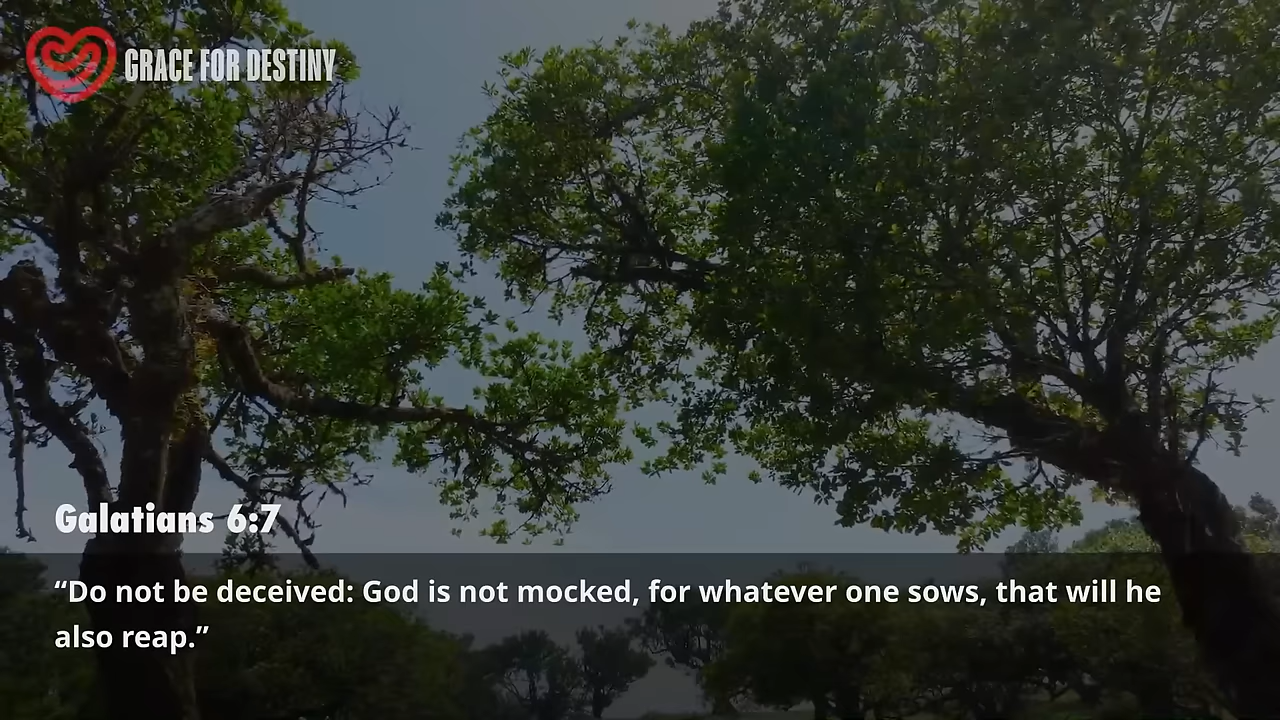 GRACE FOR DESTINY
Galatians 6:7
“Do not be deceived: God is not mocked, for whatever one sows, that will he
also reap.”